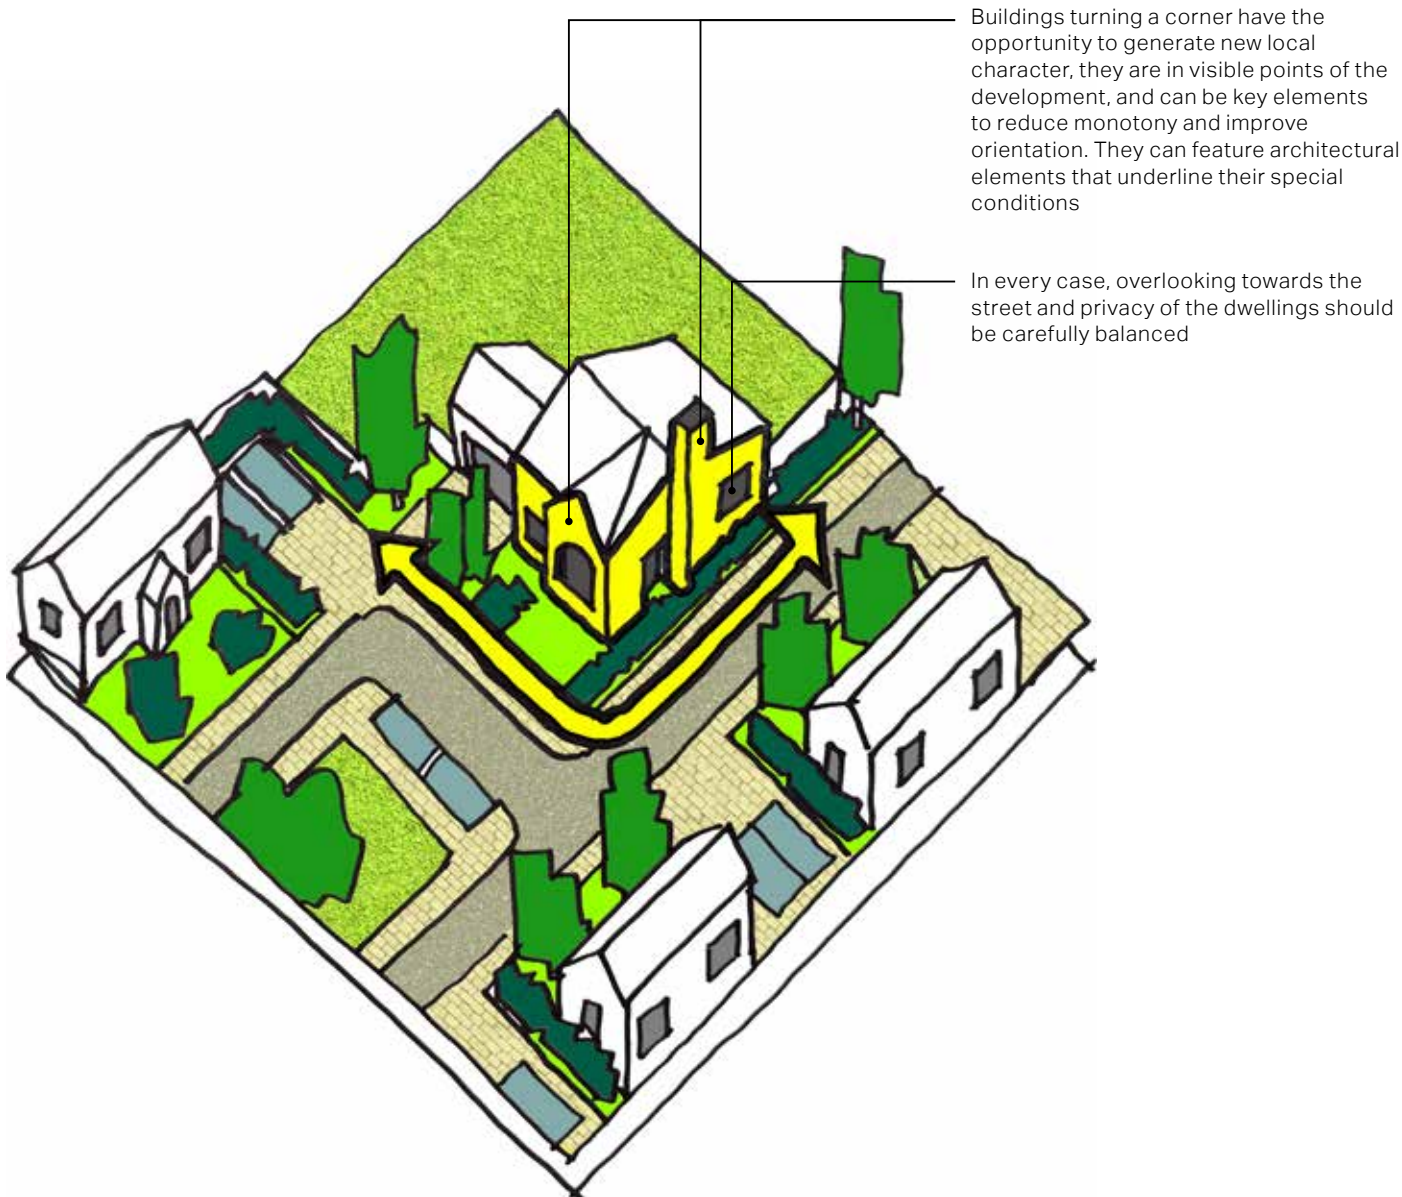 Buildings turning a corner have the
opportunity to generate new local
character, they are in visible points of the
development, and can be key elements
to reduce monotony and improve
orientation. They can feature architectural
elements that underline their special
conditions
In every case, overlooking towards the
street and privacy of the dwellings should
be carefully balanced